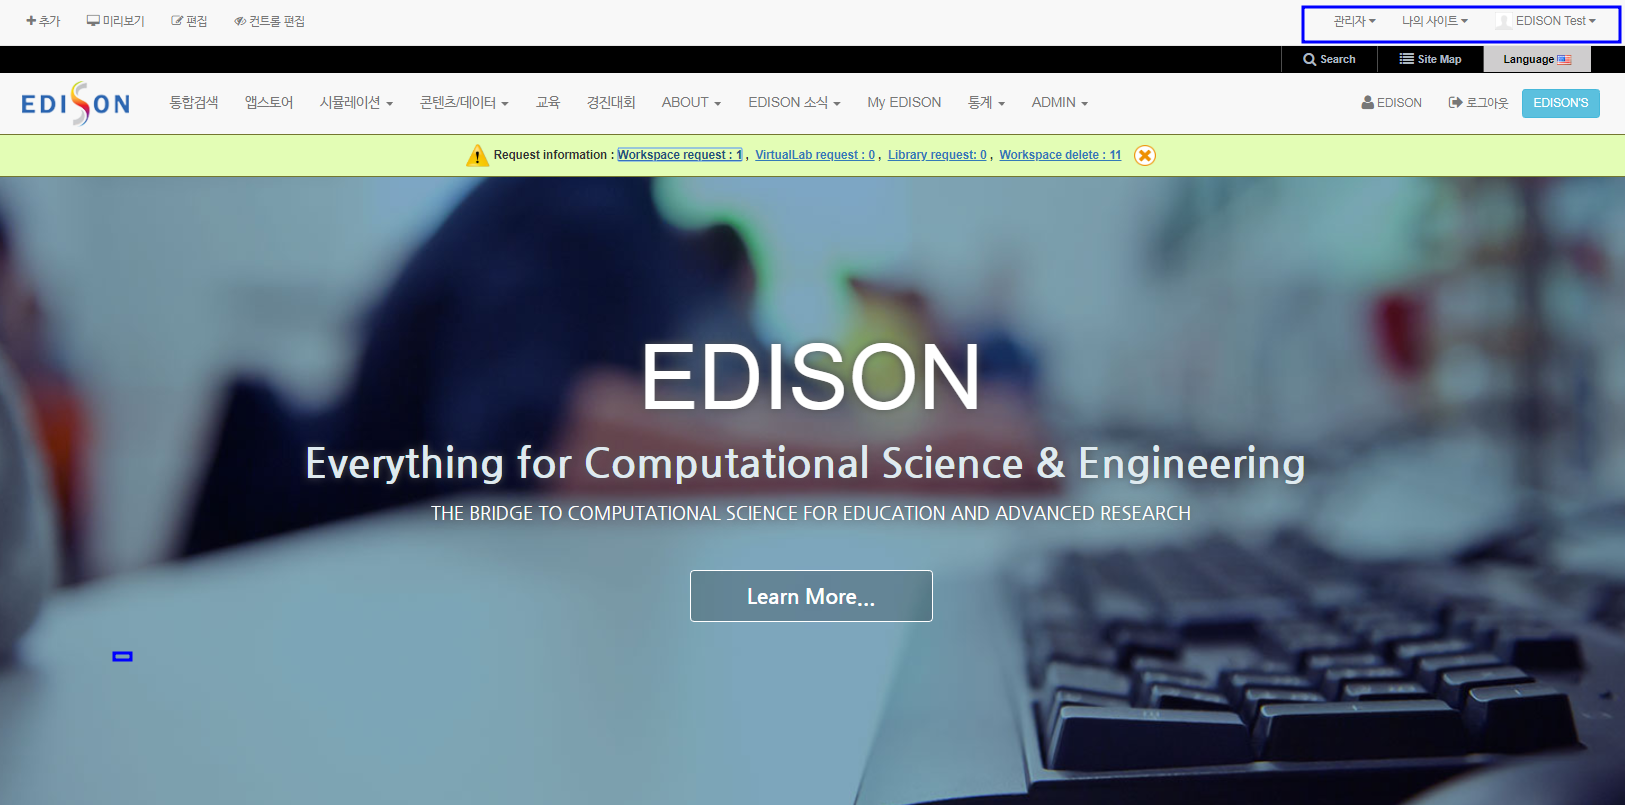 추가 미리보기 편집 컨트롤 편집 관리자 나의 사이트 EDISON Test
Search Site Map Language
EDISON 통합검색 앱스토어 시뮬레이션 콘텐츠/데이터 교육 경진대회 ABOUT EDISON 소식 My EDISON 통계 ADMIN EDISON 로그아웃 EDISON'S
Request information : Workspace request : 1 , VirtualLab request : 0 , Library request: 0 , Workspace delete : 11
EDISON
Everything for Computational Science & Engineering
THE BRIDGE TO COMPUTATIONAL SCIENCE FOR EDUCATION AND ADVANCED RESEARCH
Learn More...